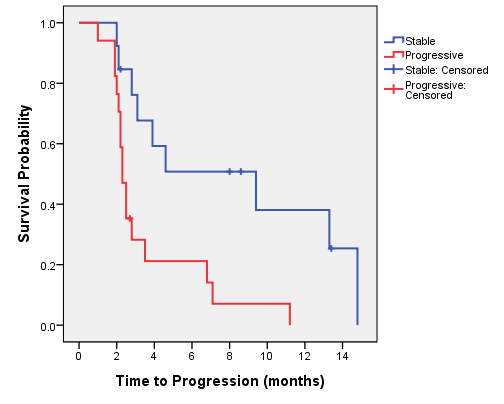 1.0
0.8
0.6
0.4
0.2
0.0
Survival Probability
0 2 4 6 8 10 12 14
Time to Progression (months)
Stable
Progressive
Stable: Censored
Progressive:
Censored